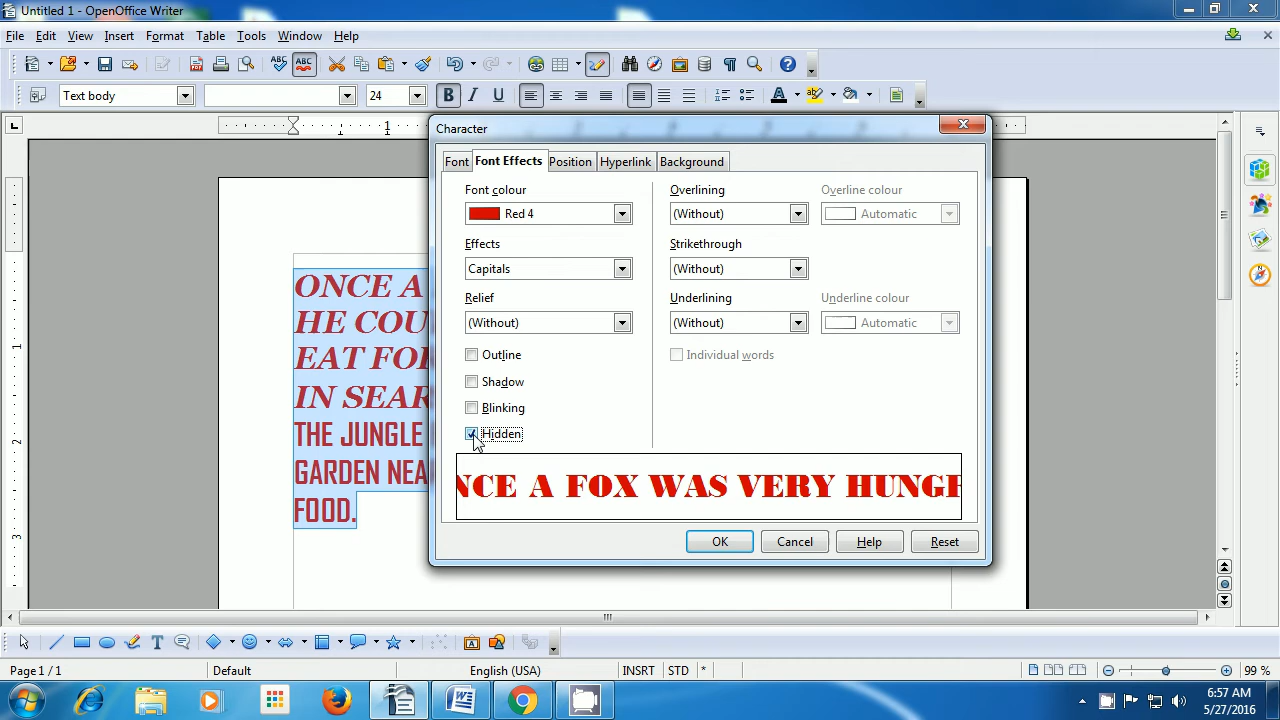 Untitled 1 - OpenOffice Writer
File Edit View Insert Format Table Tools Window Help
Text body 24 B I U A
1
Character
Font Font Effects Position Hyperlink Background
Font colour Overlining Overline colour
Red 4 (Without) Automatic
Effects Strikethrough
Capitals (Without)
Relief Underlining Underline colour
(Without) (Without) Automatic
Outline Individual words
Shadow
Blinking
Hidden
NCE A FOX WAS VERY HUNGR
OK Cancel Help Reset
ONCE A
HE COU
EAT FO
IN SEAR
THE JUNGLE
GARDEN NEA
FOOD.
1
2
3
Page 1 / 1 Default English (USA) INSRT STD * 99 %
6:57 AM
5/27/2016